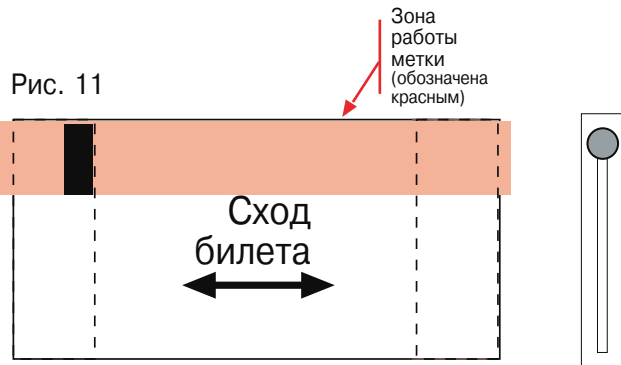 Зона
работы
метки
(обозначена
красным)
Рис. 11
Сход
билета